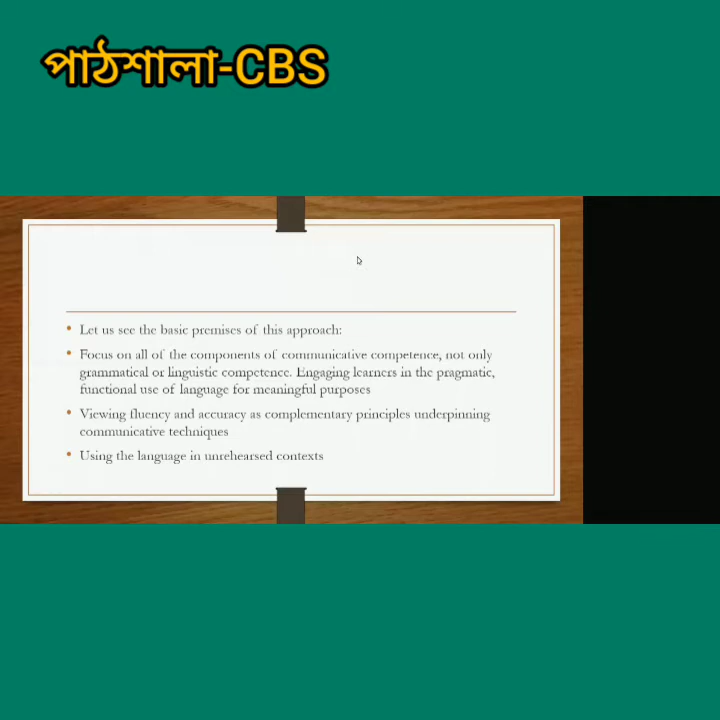 পাঠশালা-CBS
• Let us see the basic premises of this approach:
• Focus on all of the components of communicative competence, not only
grammatical or linguistic competence. Engaging learners in the pragmatic,
functional use of language for meaningful purposes
• Viewing fluency and accuracy as complementary principles underpinning
communicative techniques
• Using the language in unrehearsed contexts